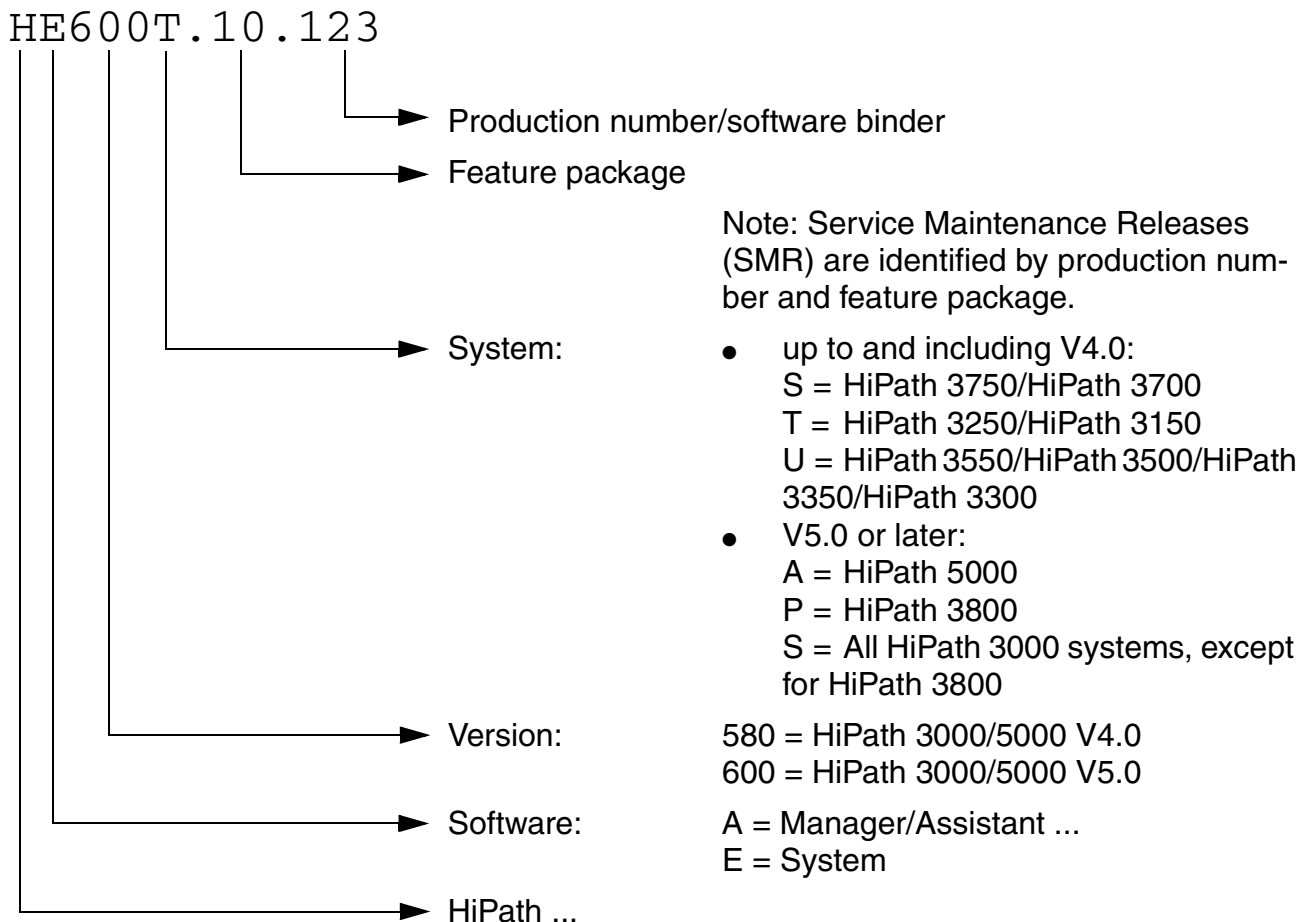 HE600T.10.123
Production number/software binder
Feature package
Note: Service Maintenance Releases
(SMR) are identified by production num-
ber and feature package.
System:
● up to and including V4.0:
S = HiPath 3750/HiPath 3700
T = HiPath 3250/HiPath 3150
U = HiPath 3550/HiPath 3500/HiPath
3350/HiPath 3300
● V5.0 or later:
A = HiPath 5000
P = HiPath 3800
S = All HiPath 3000 systems, except
for HiPath 3800
Version:
580 = HiPath 3000/5000 V4.0
600 = HiPath 3000/5000 V5.0
Software:
A = Manager/Assistant ...
E = System
HiPath ...